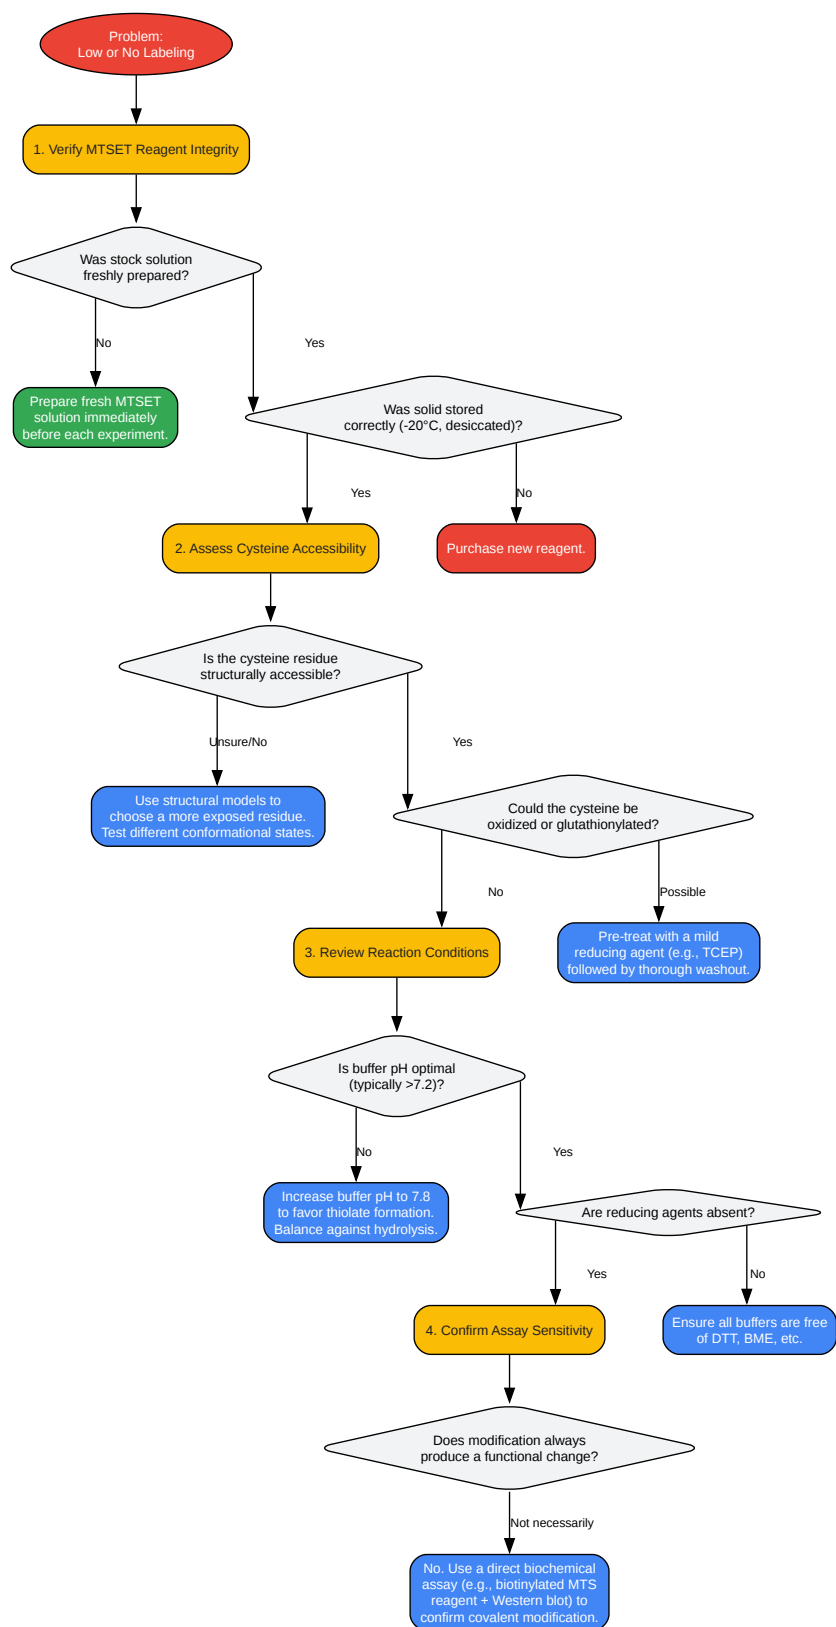 Problem:
Low or No Labeling
1. Verify MTSET Reagent Integrity
Was stock solution
freshly prepared?
No
Yes
Prepare fresh MTSET
solution immediately
before each experiment.
Was solid stored
correctly (-20°C, desiccated)?
Yes
No
2. Assess Cysteine Accessibility
Purchase new reagent.
Is the cysteine residue
structurally accessible?
Unsure/No
Yes
Use structural models to
choose a more exposed residue.
Test different conformational states.
Could the cysteine be
oxidized or glutathionylated?
No
Possible
3. Review Reaction Conditions
Pre-treat with a mild
reducing agent (e.g., TCEP)
followed by thorough washout.
Is buffer pH optimal
(typically >7.2)?
No
Yes
Increase buffer pH to 7.8
to favor thiolate formation.
Balance against hydrolysis.
Are reducing agents absent?
Yes
No
4. Confirm Assay Sensitivity
Ensure all buffers are free
of DTT, BME, etc.
Does modification always
produce a functional change?
Not necessarily
No. Use a direct biochemical
assay (e.g., biotinylated MTS
reagent + Western blot) to
confirm covalent modification.